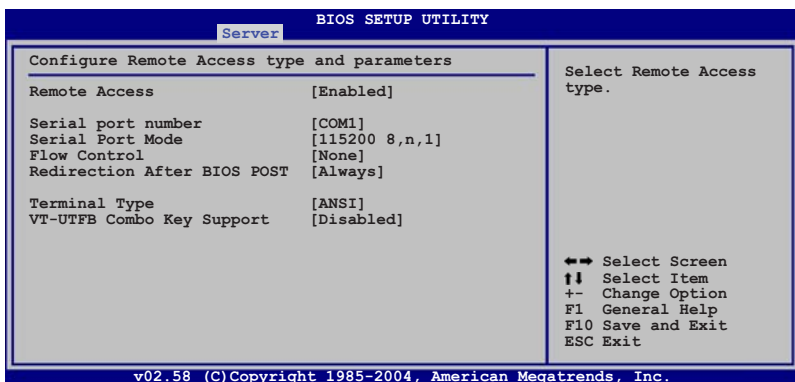 BIOS SETUP UTILITY
Server
Configure Remote Access type and parameters
Remote Access [Enabled]
Serial port number [COM1]
Serial Port Mode [115200 8,n,1]
Flow Control [None]
Redirection After BIOS POST [Always]
Terminal Type [ANSI]
VT-UTFB Combo Key Support [Disabled]
Select Remote Access
type.
Select Screen
Select Item
+- Change Option
F1 General Help
F10 Save and Exit
ESC Exit
v02.58 (C)Copyright 1985-2004, American Megatrends, Inc.